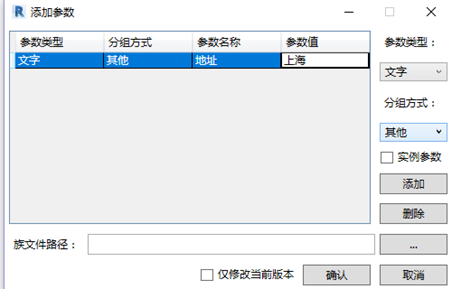 R 添加参数
参数类型 分组方式 参数名称 参数值
文字 其他 地址 上海
参数类型：
文字
分组方式：
其他
实例参数
添加
删除
族文件路径： ...
仅修改当前版本 确认 取消